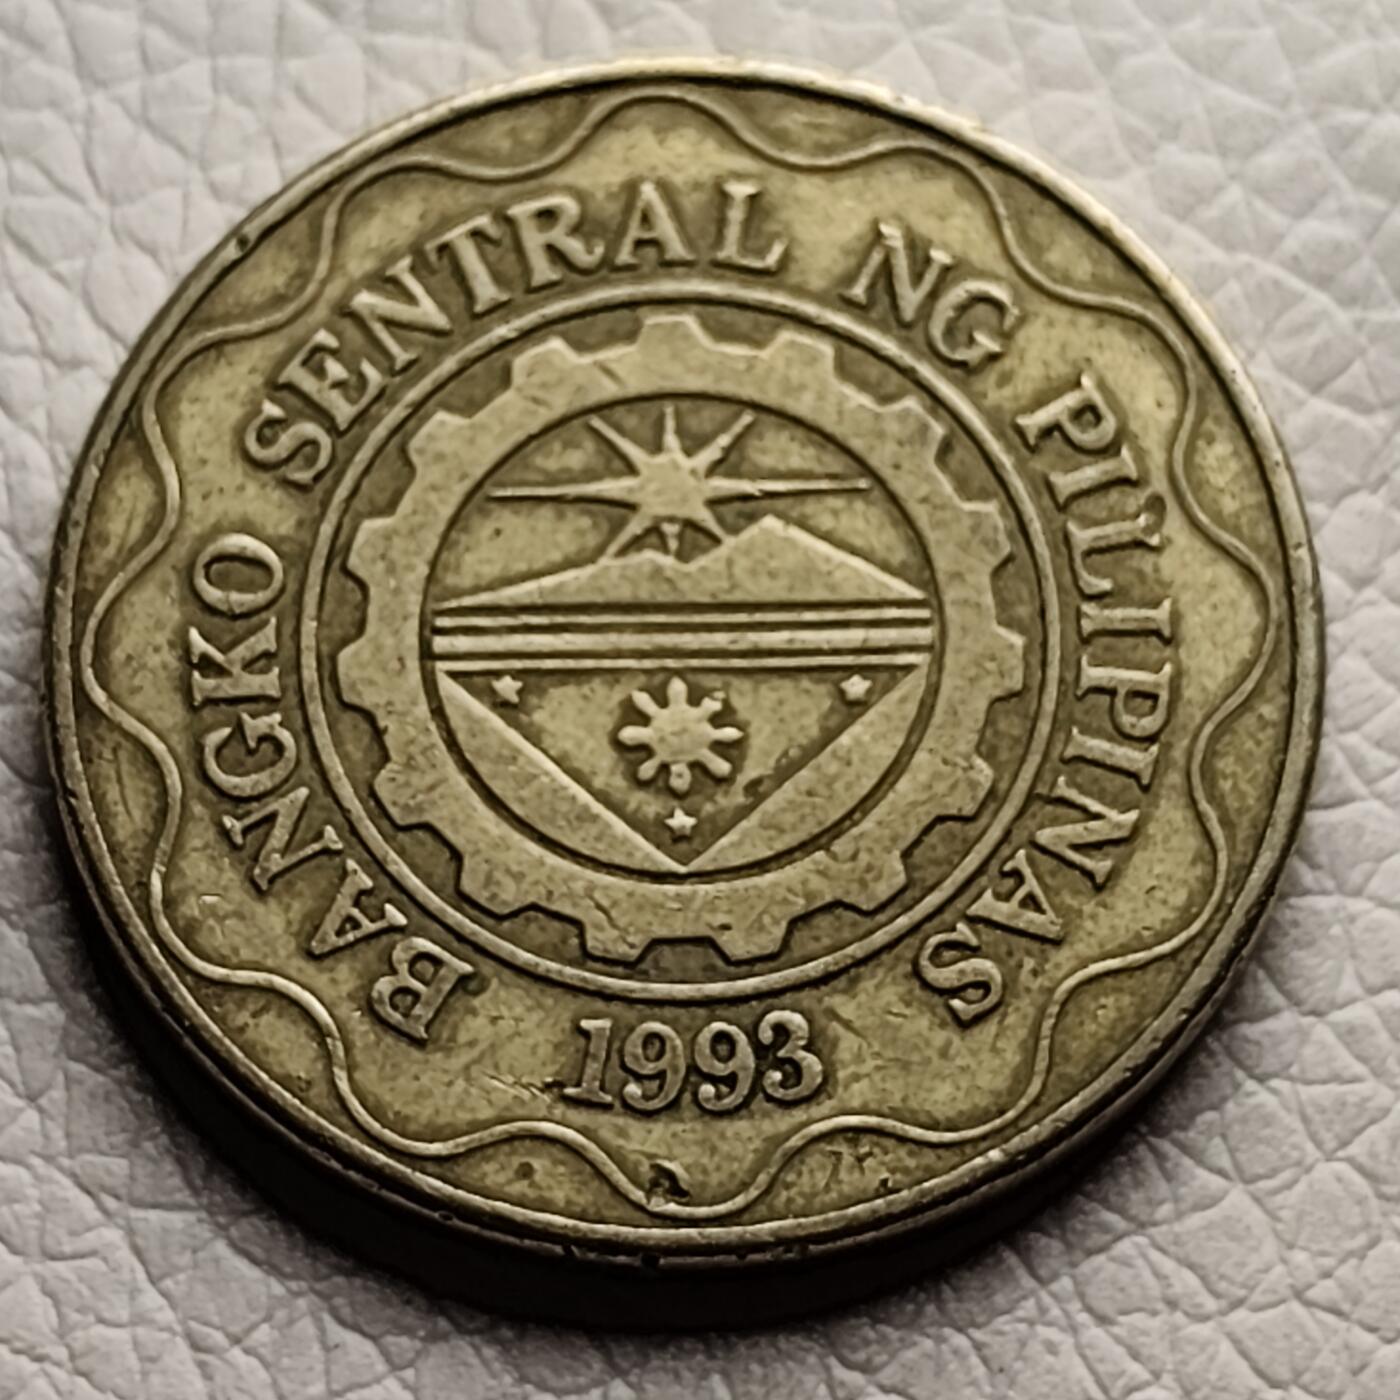 BANGKO SENTRAL NG PILIPINAS
1993